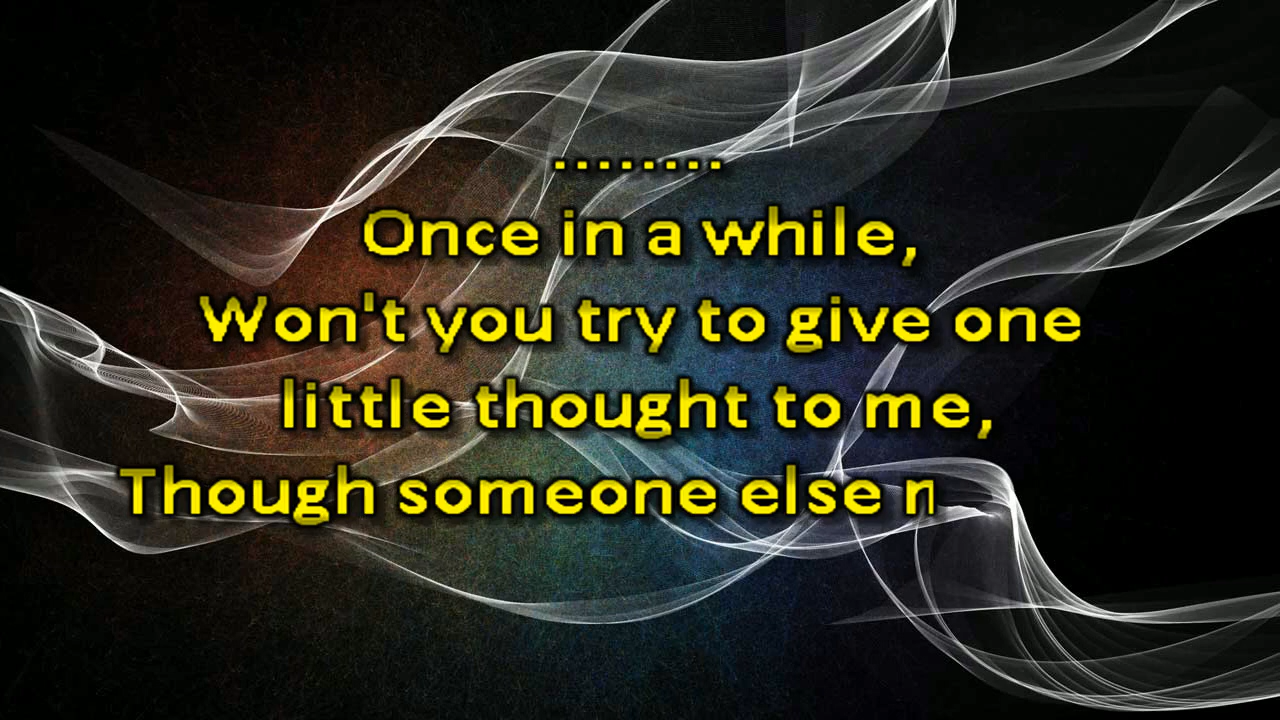 ........
Once in a while,
Won't you try to give one
little thought to me,
Though someone else